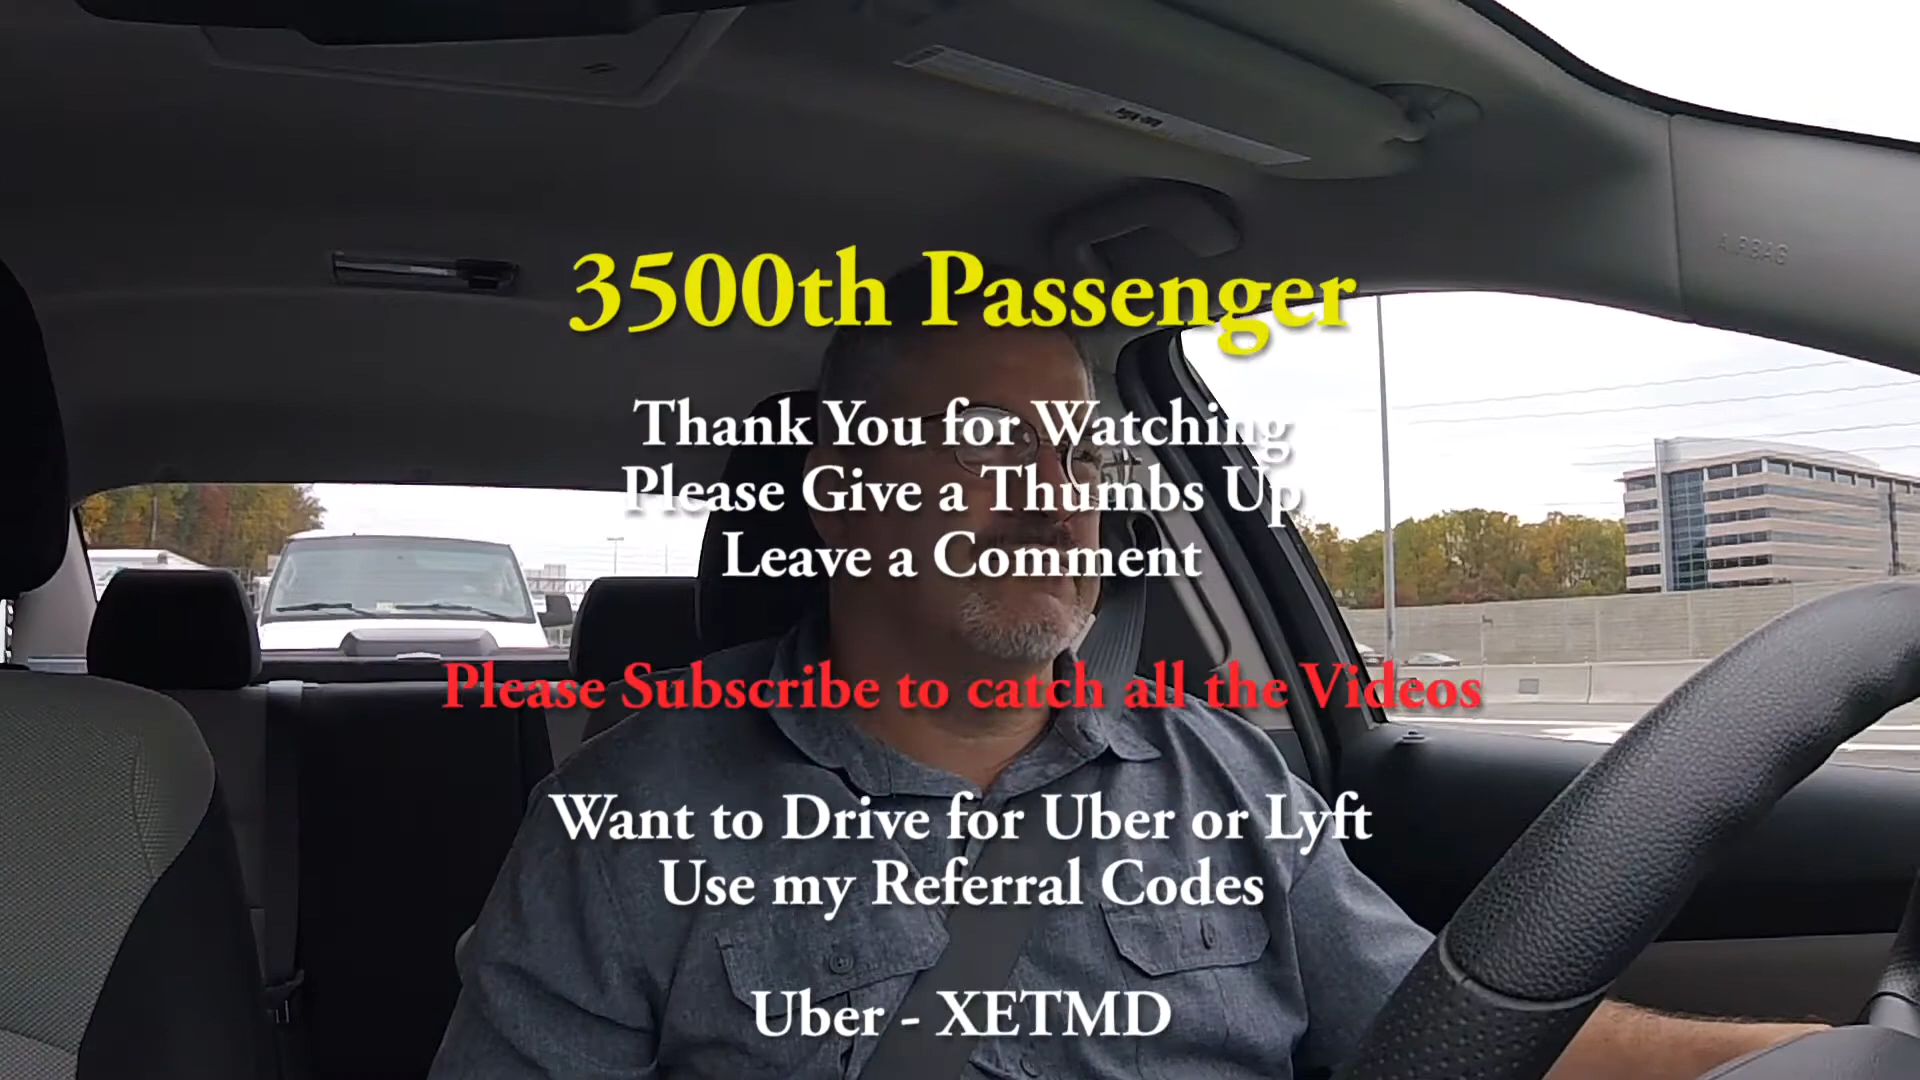 3500th Passenger
Thank You for Watching
Please Give a Thumbs Up
Leave a Comment
Please Subscribe to catch all the Videos
Want to Drive for Uber or Lyft
Use my Referral Codes
Uber - XETMD
AIRBAG